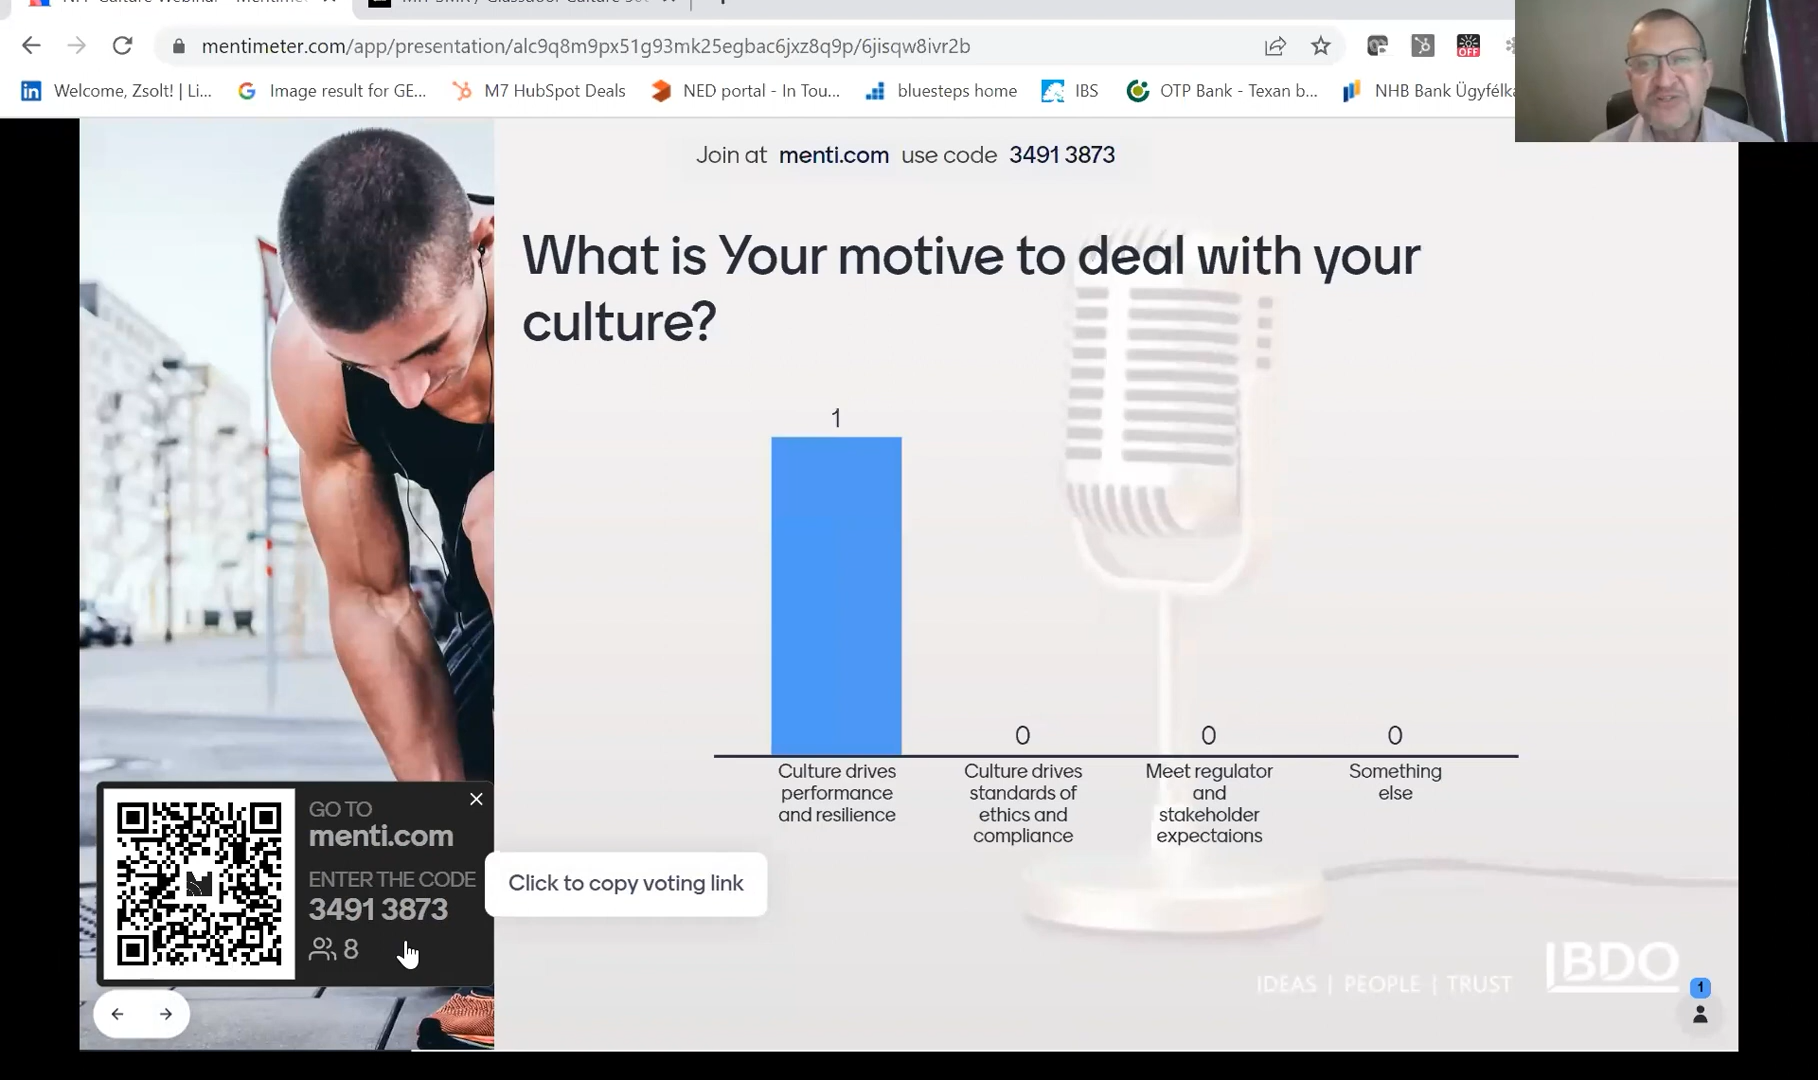 mentimeter.com/app/presentation/alc9q8m9px51g93mk25egbac6jxz8q9p/6jisqw8ivr2b
OFF
Welcome, Zsolt! | Li... Image result for GE... M7 HubSpot Deals NED portal - In Tou... bluesteps home IBS OTP Bank - Texan b... NHB Bank Ügyfélka
Join at menti.com use code 3491 3873
What is Your motive to deal with your
culture?
1
0 0 0
Culture drives
performance
and resilience
Culture drives
standards of
ethics and
compliance
Meet regulator
and
stakeholder
expectaions
Something
else
GO TO
menti.com
ENTER THE CODE
3491 3873
8
Click to copy voting link
IDEAS | PEOPLE | TRUST
BDO
1